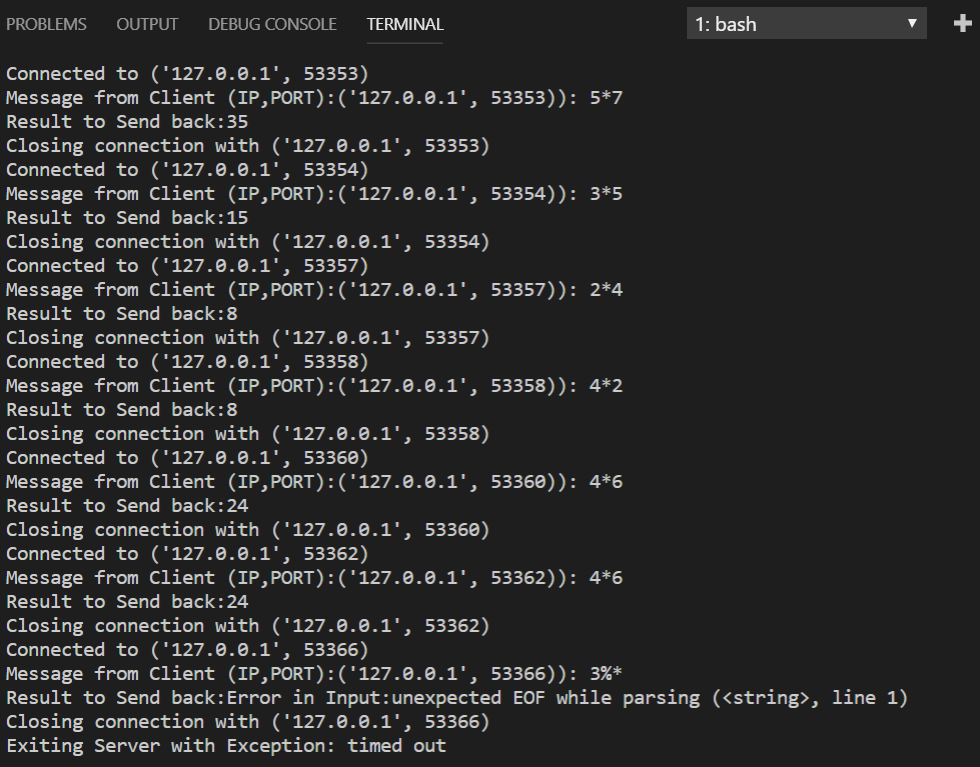 PROBLEMS OUTPUT DEBUG CONSOLE TERMINAL 1: bash
Connected to ('127.0.0.1', 53353)
Message from Client (IP,PORT):('127.0.0.1', 53353)): 5*7
Result to Send back:35
Closing connection with ('127.0.0.1', 53353)
Connected to ('127.0.0.1', 53354)
Message from Client (IP,PORT):('127.0.0.1', 53354)): 3*5
Result to Send back:15
Closing connection with ('127.0.0.1', 53354)
Connected to ('127.0.0.1', 53357)
Message from Client (IP,PORT):('127.0.0.1', 53357)): 2*4
Result to Send back:8
Closing connection with ('127.0.0.1', 53357)
Connected to ('127.0.0.1', 53358)
Message from Client (IP,PORT):('127.0.0.1', 53358)): 4*2
Result to Send back:8
Closing connection with ('127.0.0.1', 53358)
Connected to ('127.0.0.1', 53360)
Message from Client (IP,PORT):('127.0.0.1', 53360)): 4*6
Result to Send back:24
Closing connection with ('127.0.0.1', 53360)
Connected to ('127.0.0.1', 53362)
Message from Client (IP,PORT):('127.0.0.1', 53362)): 4*6
Result to Send back:24
Closing connection with ('127.0.0.1', 53362)
Connected to ('127.0.0.1', 53366)
Message from Client (IP,PORT):('127.0.0.1', 53366)): 3%*
Result to Send back:Error in Input:unexpected EOF while parsing (<string>, line 1)
Closing connection with ('127.0.0.1', 53366)
Exiting Server with Exception: timed out